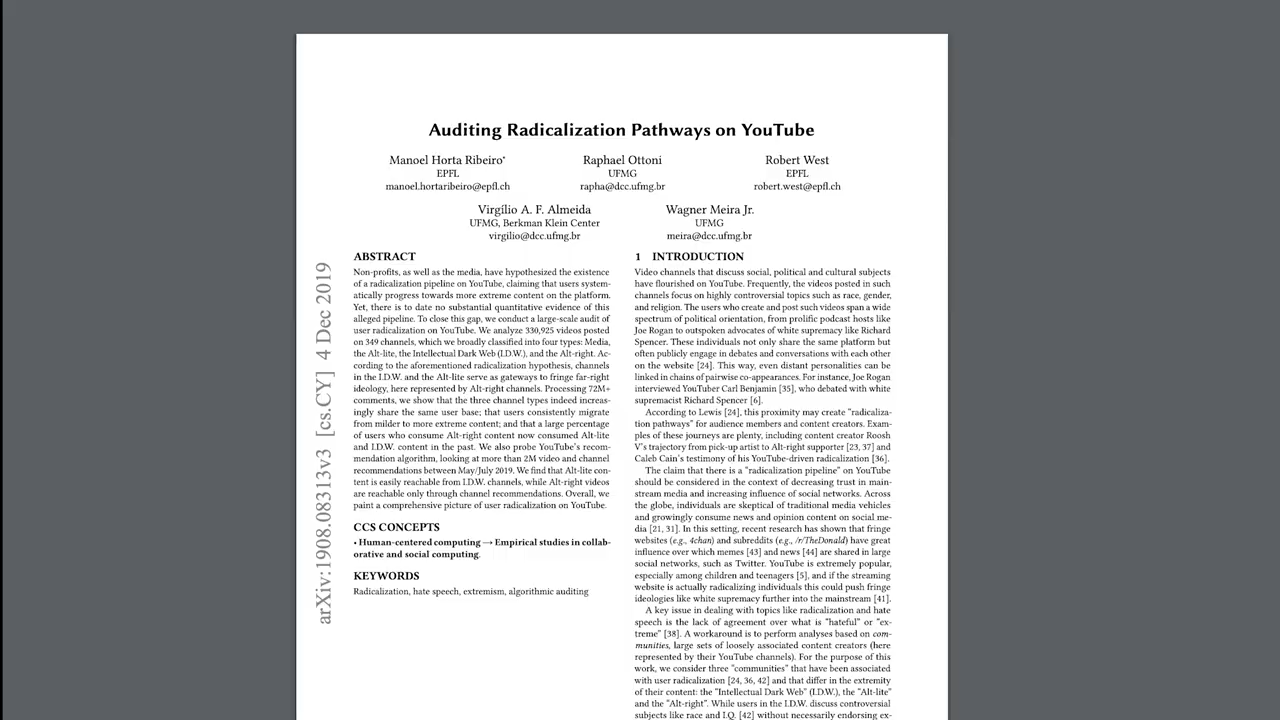 Auditing Radicalization Pathways on YouTube
Manoel Horta Ribeiro*
EPFL
manoel.hortaribeiro@epfl.ch
Raphael Ottoni
UFMG
rapha@dcc.ufmg.br
Robert West
EPFL
robert.west@epfl.ch
Virgílio A. F. Almeida
UFMG, Berkman Klein Center
virgilio@dcc.ufmg.br
Wagner Meira Jr.
UFMG
meira@dcc.ufmg.br
arXiv:1908.08313v3 [cs.CY] 4 Dec 2019
ABSTRACT
Non-profits, as well as the media, have hypothesized the existence
of a radicalization pipeline on YouTube, claiming that users system-
atically progress towards more extreme content on the platform.
Yet, there is to date no substantial quantitative evidence of this
alleged pipeline. To close this gap, we conduct a large-scale audit of
user radicalization on YouTube. We analyze 330,925 videos posted
on 349 channels, which we broadly classified into four types: Media,
the Alt-lite, the Intellectual Dark Web (I.D.W.), and the Alt-right. Ac-
cording to the aforementioned radicalization hypothesis, channels
in the I.D.W. and the Alt-lite serve as gateways to fringe far-right
ideology, here represented by Alt-right channels. Processing 72M+
comments, we show that the three channel types indeed increas-
ingly share the same user base; that users consistently migrate
from milder to more extreme content; and that a large percentage
of users who consume Alt-right content now consumed Alt-lite
and I.D.W. content in the past. We also probe YouTube's recom-
mendation algorithm, looking at more than 2M video and channel
recommendations between May/July 2019. We find that Alt-lite con-
tent is easily reachable from I.D.W. channels, while Alt-right videos
are reachable only through channel recommendations. Overall, we
paint a comprehensive picture of user radicalization on YouTube.
CCS CONCEPTS
• Human-centered computing → Empirical studies in collab-
orative and social computing.
KEYWORDS
Radicalization, hate speech, extremism, algorithmic auditing
1 INTRODUCTION
Video channels that discuss social, political and cultural subjects
have flourished on YouTube. Frequently, the videos posted in such
channels focus on highly controversial topics such as race, gender,
and religion. The users who create and post such videos span a wide
spectrum of political orientation, from prolific podcast hosts like
Joe Rogan to outspoken advocates of white supremacy like Richard
Spencer. These individuals not only share the same platform but
often publicly engage in debates and conversations with each other
on the website [24]. This way, even distant personalities can be
linked in chains of pairwise co-appearances. For instance, Joe Rogan
interviewed YouTuber Carl Benjamin [35], who debated with white
supremacist Richard Spencer [6].
According to Lewis [24], this proximity may create "radicaliza-
tion pathways" for audience members and content creators. Exam-
ples of these journeys are plenty, including content creator Roosh
V's trajectory from pick-up artist to Alt-right supporter [23, 37] and
Caleb Cain's testimony of his YouTube-driven radicalization [36].
The claim that there is a "radicalization pipeline" on YouTube
should be considered in the context of decreasing trust in main-
stream media and increasing influence of social networks. Across
the globe, individuals are skeptical of traditional media vehicles
and growingly consume news and opinion content on social me-
dia [21, 31]. In this setting, recent research has shown that fringe
websites (e.g., 4chan) and subreddits (e.g., /r/TheDonald) have great
influence over which memes [43] and news [44] are shared in large
social networks, such as Twitter. YouTube is extremely popular,
especially among children and teenagers [5], and if the streaming
website is actually radicalizing individuals this could push fringe
ideologies like white supremacy further into the mainstream [41].
A key issue in dealing with topics like radicalization and hate
speech is the lack of agreement over what is "hateful" or "ex-
treme" [38]. A workaround is to perform analyses based on com-
munities, large sets of loosely associated content creators (here
represented by their YouTube channels). For the purpose of this
work, we consider three "communities" that have been associated
with user radicalization [24, 36, 42] and that differ in the extremity
of their content: the "Intellectual Dark Web" (I.D.W.), the "Alt-lite"
and the "Alt-right". While users in the I.D.W. discuss controversial
subjects like race and I.Q. [42] without necessarily endorsing ex-